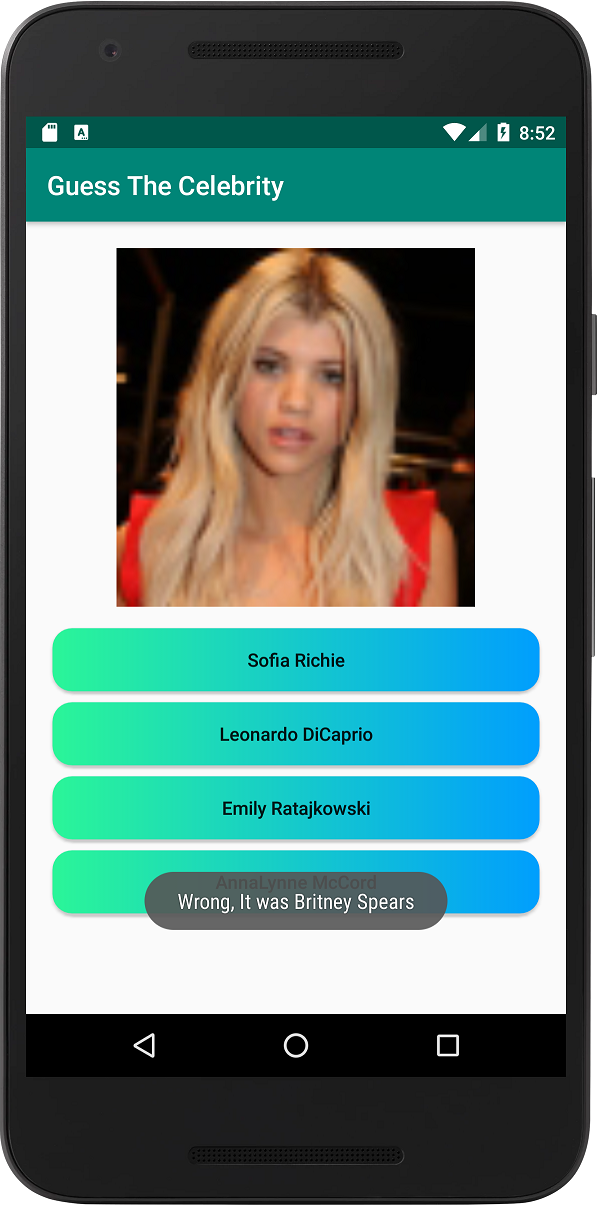 8:52
Guess The Celebrity
Sofia Richie
Leonardo DiCaprio
Emily Ratajkowski
AnnaLynne McCord
Wrong, It was Britney Spears